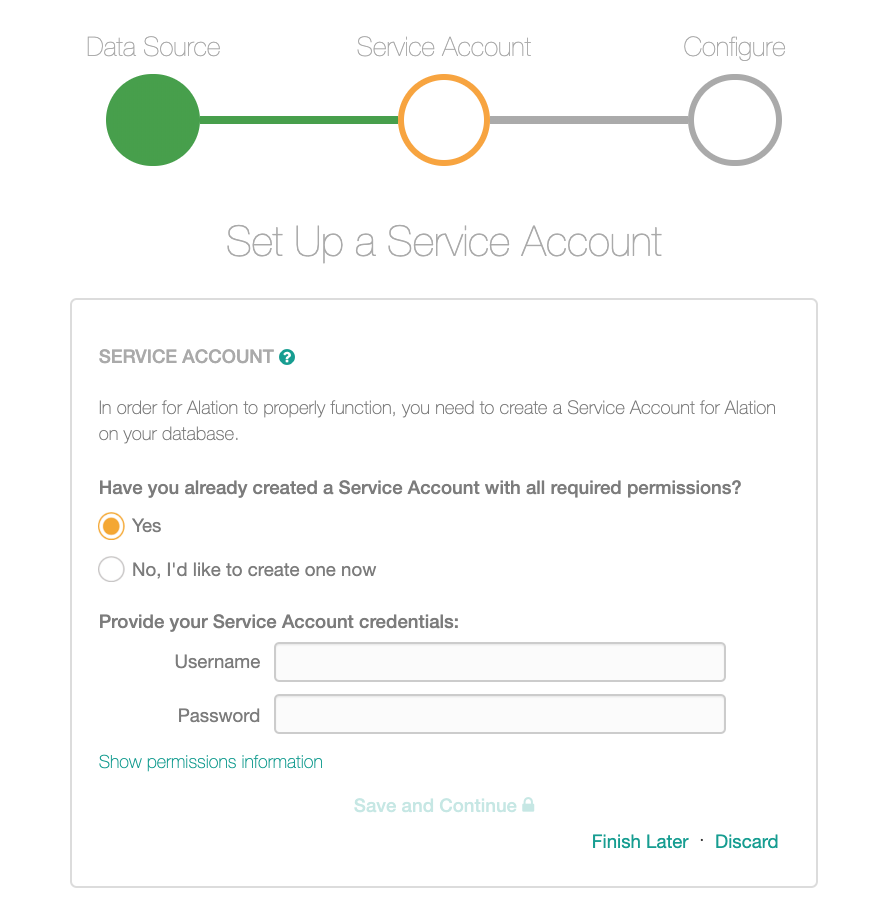 Data Source
Service Account
Configure
Set Up a Service Account
SERVICE ACCOUNT ?
In order for Alation to properly function, you need to create a Service Account for Alation
on your database.
Have you already created a Service Account with all required permissions?
Yes
No, I'd like to create one now
Provide your Service Account credentials:
Username
Password
Show permissions information
Save and Continue
Finish Later · Discard